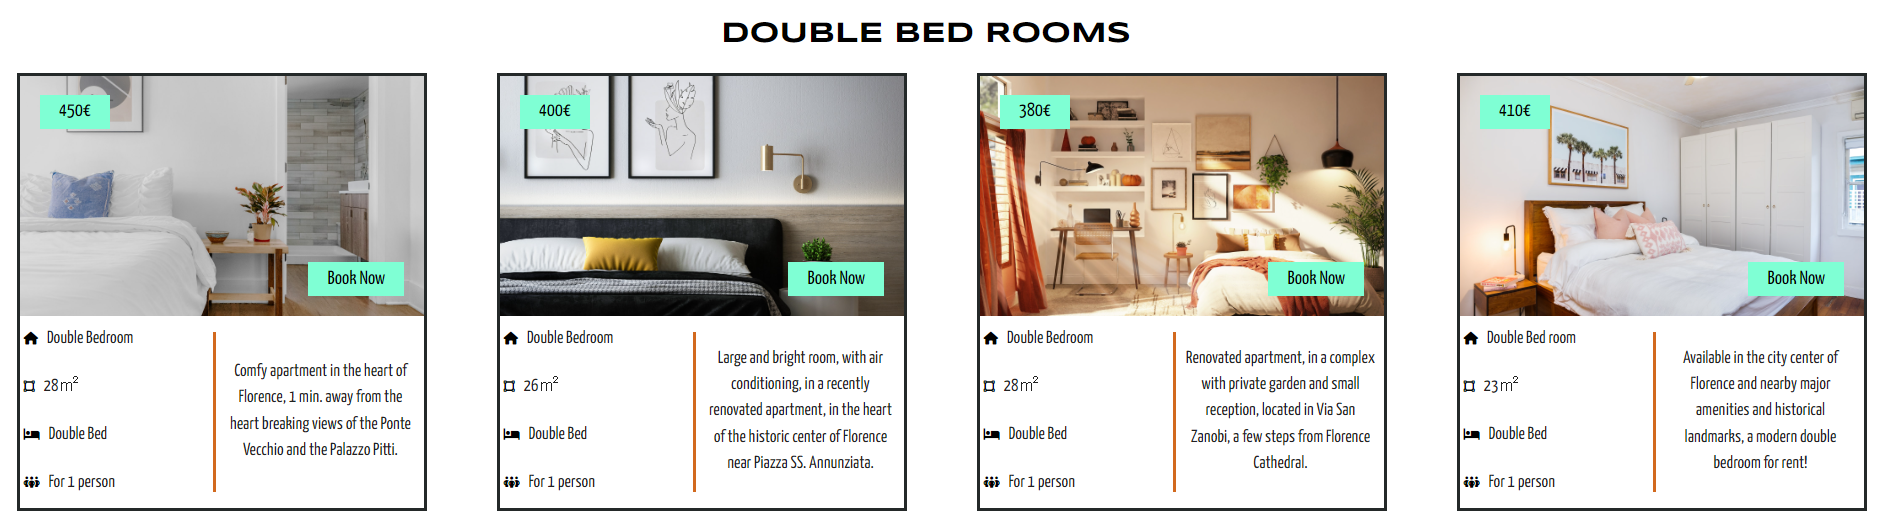 DOUBLE BED ROOMS
450€
Book Now
Double Bedroom
28m²
Double Bed
For 1 person
Comfy apartment in the heart of
Florence, 1 min. away from the
heart breaking views of the Ponte
Vecchio and the Palazzo Pitti.
400€
Book Now
Double Bedroom
26m²
Double Bed
For 1 person
Large and bright room, with air
conditioning, in a recently
renovated apartment, in the heart
of the historic center of Florence
near Piazza SS. Annunziata.
380€
Book Now
Double Bedroom
28m²
Double Bed
For 1 person
Renovated apartment, in a complex
with private garden and small
reception, located in Via San
Zanobi, a few steps from Florence
Cathedral.
410€
Book Now
Double Bed room
23m²
Double Bed
For 1 person
Available in the city center of
Florence and nearby major
amenities and historical
landmarks, a modern double
bedroom for rent!